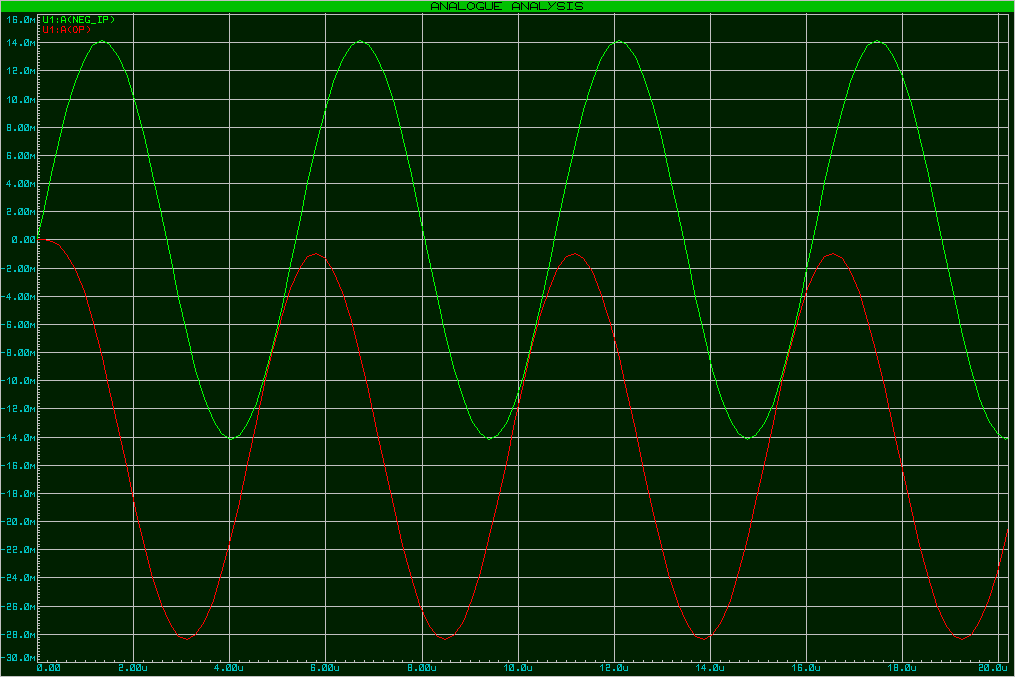 ANALOGUE ANALYSIS
16.0m
U1:A(NEG_IP)
U1:A(OP)
14.0m
12.0m
10.0m
8.00m
6.00m
4.00m
2.00m
0.00
-2.00m
-4.00m
-6.00m
-8.00m
-10.0m
-12.0m
-14.0m
-16.0m
-18.0m
-20.0m
-22.0m
-24.0m
-26.0m
-28.0m
-30.0m
0.00 2.00u 4.00u 6.00u 8.00u 10.0u 12.0u 14.0u 16.0u 18.0u 20.0u